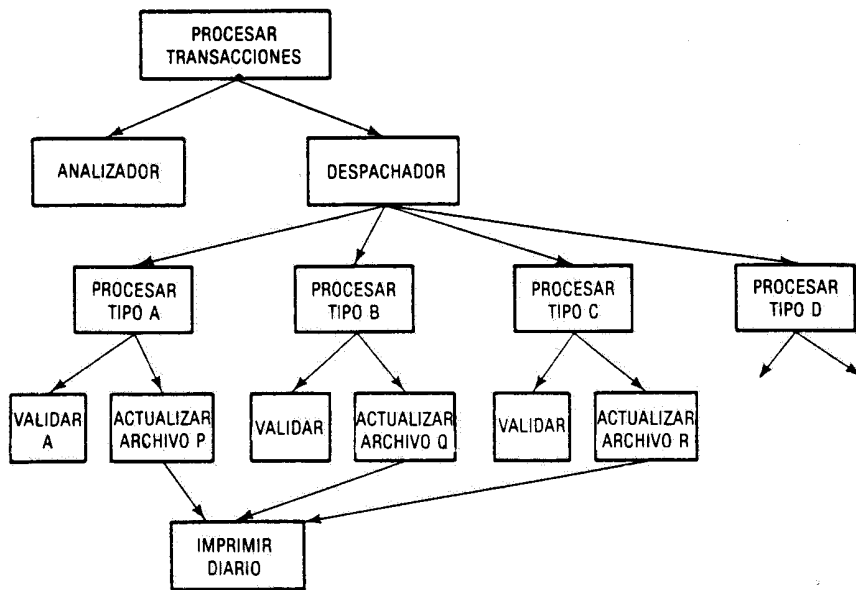 PROCESAR
TRANSACCIONES
ANALIZADOR
DESPACHADOR
PROCESAR
TIPO A
PROCESAR
TIPO B
PROCESAR
TIPO C
PROCESAR
TIPO D
VALIDAR
A
ACTUALIZAR
ARCHIVO P
VALIDAR
ACTUALIZAR
ARCHIVO Q
VALIDAR
ACTUALIZAR
ARCHIVO R
IMPRIMIR
DIARIO